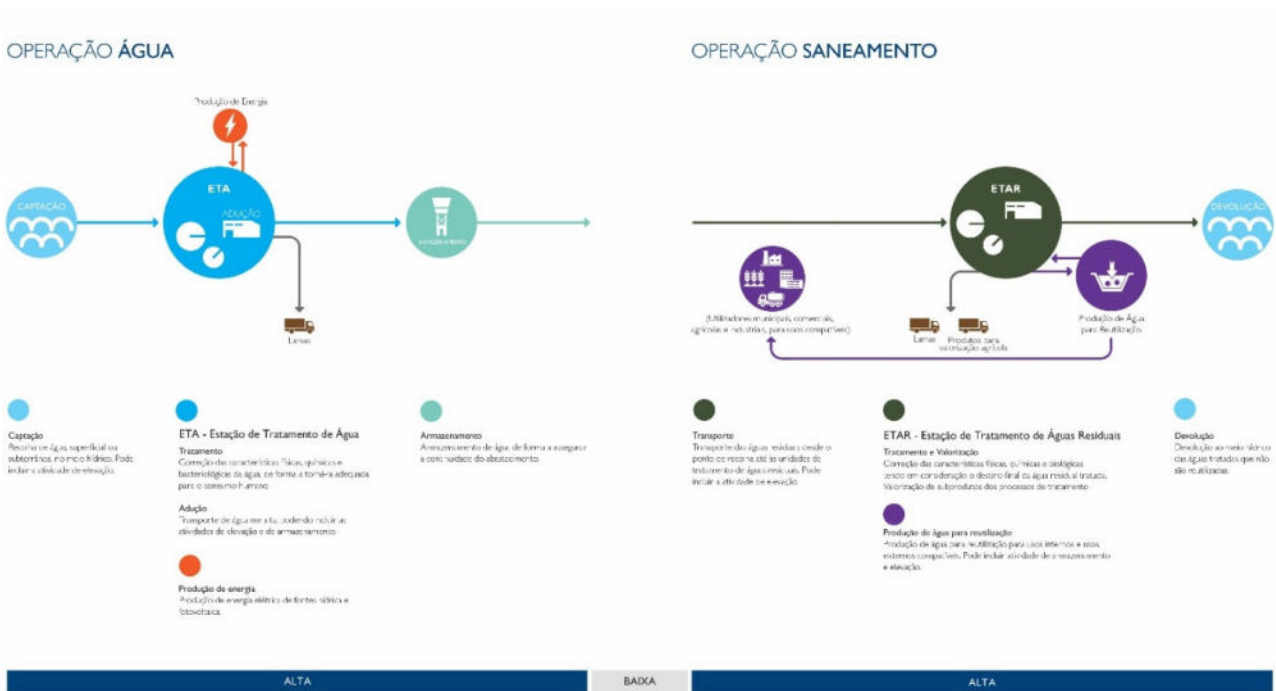 OPERAÇÃO ÁGUA
Produção de Energia
CAPTAÇÃO
ETA
ADUÇÃO
ARMAZENAMENTO
Lamas
Captação
Recolha de água, superficial ou
subterrânea, no meio hídrico. Pode
incluir a atividade de elevação.
ETA - Estação de Tratamento de Água
Tratamento
Correção das características físicas, químicas e
bacteriológicas da água, de forma a torná-la adequada
para o consumo humano.
Adução
Transporte de água em alta, podendo incluir as
atividades de elevação e de armazenamento.
Produção de energia
Produção de energia elétrica de fontes hídrica e
fotovoltaica.
Armazenamento
Armazenamento de água de forma a assegurar
a continuidade do abastecimento
OPERAÇÃO SANEAMENTO
ETAR
DEVOLUÇÃO
(Utilizadores municipais, comerciais,
agrícolas e industriais, para usos compatíveis)
Lamas
Produtos para
valorização agrícola
Produção de Água
para Reutilização
Transporte
Transporte das águas residuais desde o
ponto de recolha até às unidades de
tratamento de águas residuais. Pode
incluir a atividade de elevação.
ETAR - Estação de Tratamento de Águas Residuais
Tratamento e Valorização
Correção das características físicas, químicas e biológicas
tendo em consideração o destino final da água residual tratada.
Valorização de subprodutos dos processos de tratamento.
Produção de água para reutilização
Produção de água para reutilização para usos internos e usos
externos compatíveis. Pode incluir atividade de armazenamento
e elevação.
Devolução
Devolução ao meio hídrico
das águas tratadas que não
são reutilizadas.
ALTA
BAIXA
ALTA